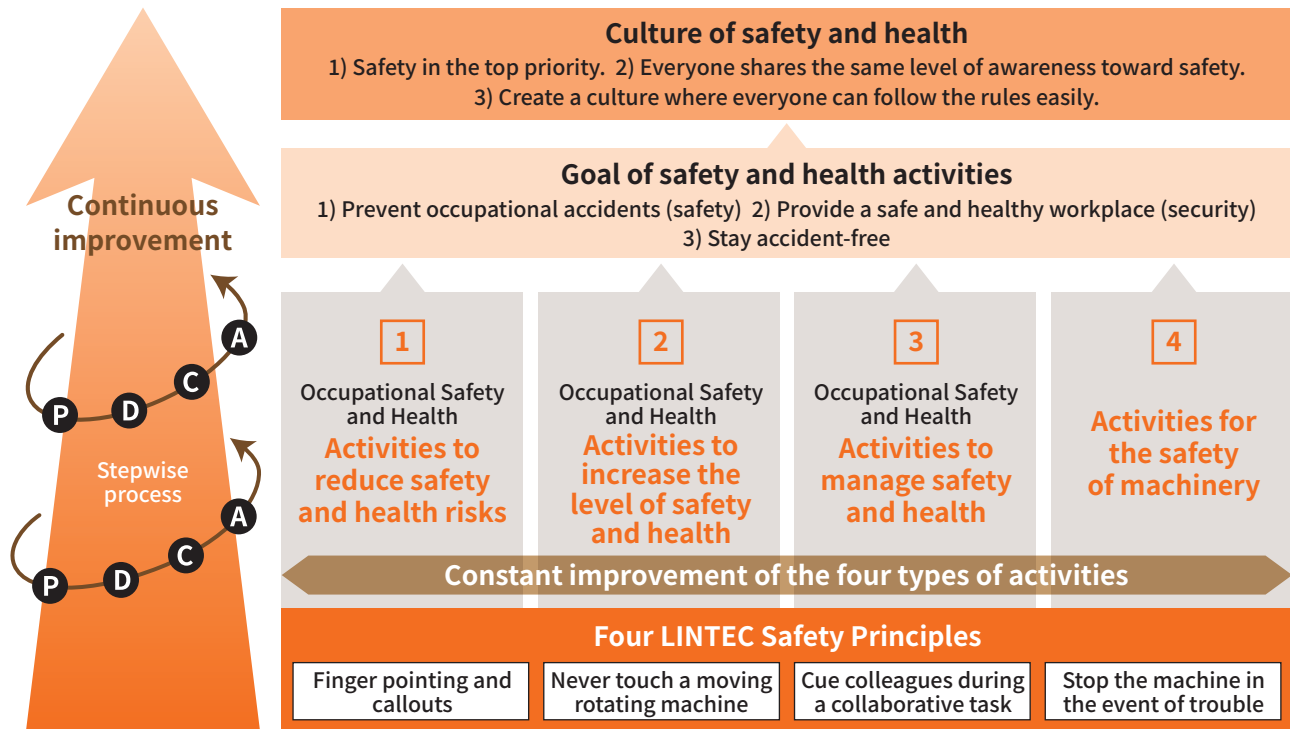 Culture of safety and health
1) Safety in the top priority. 2) Everyone shares the same level of awareness toward safety.
3) Create a culture where everyone can follow the rules easily.
Goal of safety and health activities
1) Prevent occupational accidents (safety) 2) Provide a safe and healthy workplace (security)
3) Stay accident-free
Continuous
improvement
P
D
C
A
Stepwise
process
P
D
C
A
1
Occupational Safety
and Health
Activities to
reduce safety
and health risks
2
Occupational Safety
and Health
Activities to
increase the
level of safety
and health
3
Occupational Safety
and Health
Activities to
manage safety
and health
4
Activities for
the safety
of machinery
Constant improvement of the four types of activities
Four LINTEC Safety Principles
Finger pointing and
callouts
Never touch a moving
rotating machine
Cue colleagues during
a collaborative task
Stop the machine in
the event of trouble